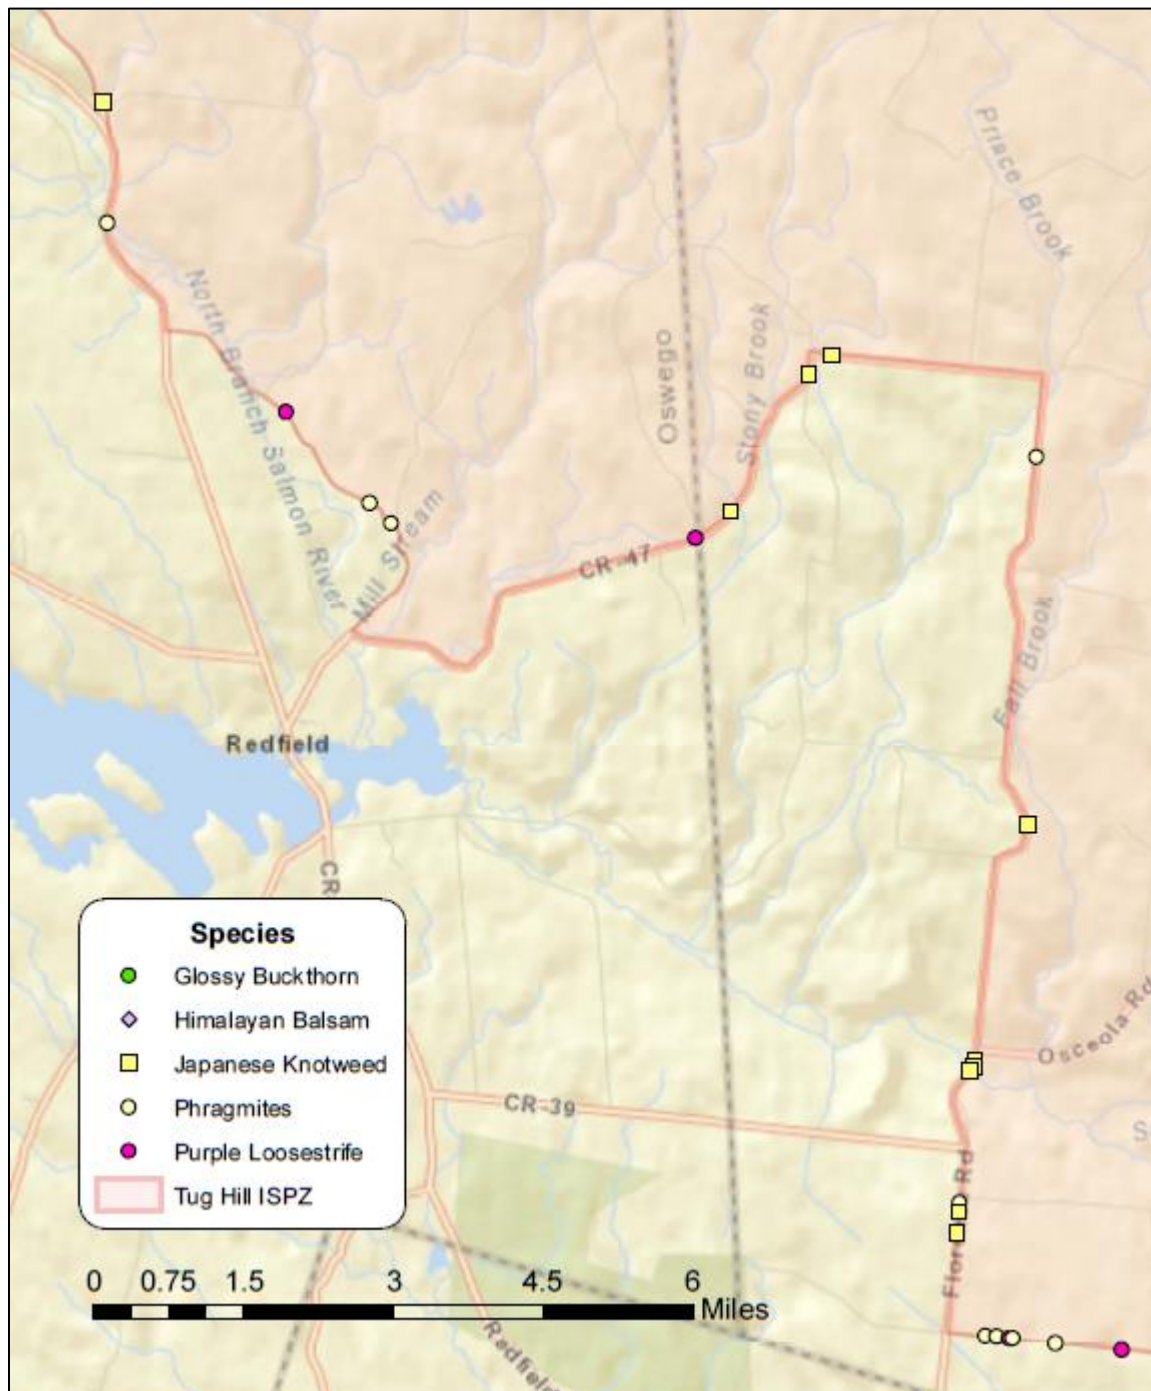 Prince Brook
North Branch Salmon River
Oswego
Stony Brook
Mill Stream
CR-47
Fall Brook
Redfield
CR-
Species
Glossy Buckthorn
Himalayan Balsam
Japanese Knotweed
Phragmites
Purple Loosestrife
Tug Hill ISPZ
Osceola Rd
CR-39
S
Rd
0 0.75 1.5 3 4.5 6
Miles
Redfield